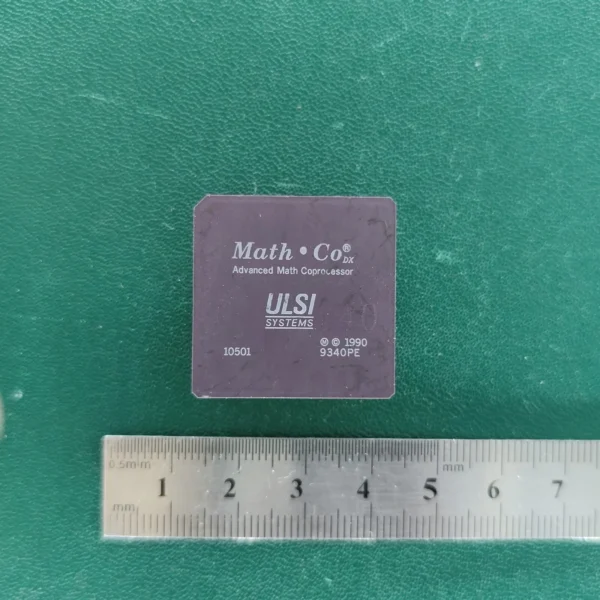 Math • Co® DX
Advanced Math Coprocessor
ULSI
SYSTEMS
Ⓜ © 1990
10501 9340PE
0.5mm mm
1 2 3 4 5 6 7
mm